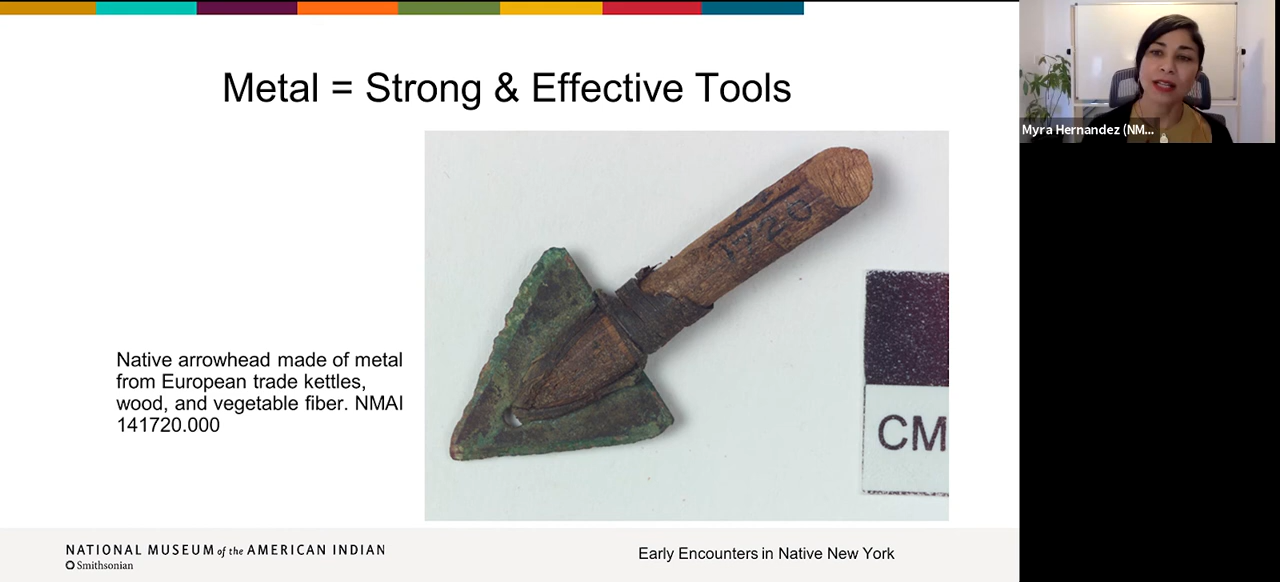 Metal = Strong & Effective Tools
Myra Hernandez (NM...
1720
Native arrowhead made of metal
from European trade kettles,
wood, and vegetable fiber. NMAI
141720.000
CM
NATIONAL MUSEUM of the AMERICAN INDIAN
Smithsonian
Early Encounters in Native New York